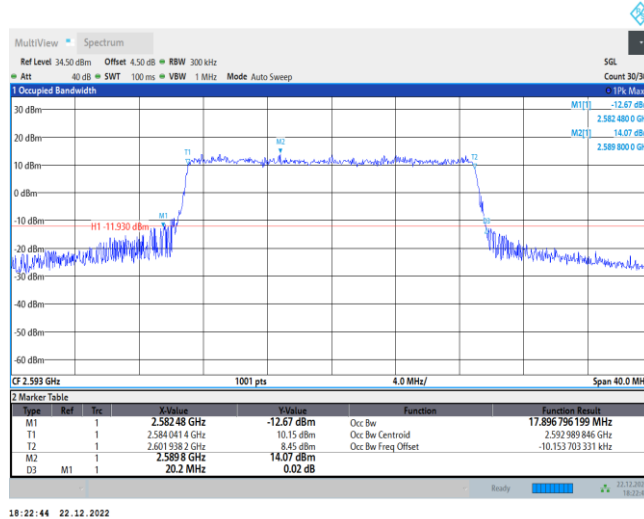 MultiView Spectrum
Ref Level 34.50 dBm Offset 4.50 dB RBW 300 kHz SGL
Att 40 dB SWT 100 ms VBW 1 MHz Mode Auto Sweep Count 30/30
1 Occupied Bandwidth 1Pk Max
M1[1] -12.67 dBm
2.582 480 0 GH
M2[1] 14.07 dBm
2.589 800 0 GH
30 dBm
20 dBm
10 dBm
0 dBm
-10 dBm
-20 dBm
-30 dBm
-40 dBm
-50 dBm
-60 dBm
T1
M2
T2
M1
H1 -11.930 dBm
CF 2.593 GHz 1001 pts 4.0 MHz/ Span 40.0 MH
2 Marker Table
Type Ref Trc X-Value Y-Value Function Function Result
M1 1 2.582 48 GHz -12.67 dBm Occ Bw 17.896 796 199 MHz
T1 1 2.584 041 4 GHz 10.15 dBm Occ Bw Centroid 2.592 989 846 GHz
T2 1 2.601 938 2 GHz 8.45 dBm Occ Bw Freq Offset -10.153 703 331 kHz
M2 1 2.589 8 GHz 14.07 dBm
D3 M1 1 20.2 MHz 0.02 dB
Ready 22.12.202
18:22:4
18:22:44 22.12.2022